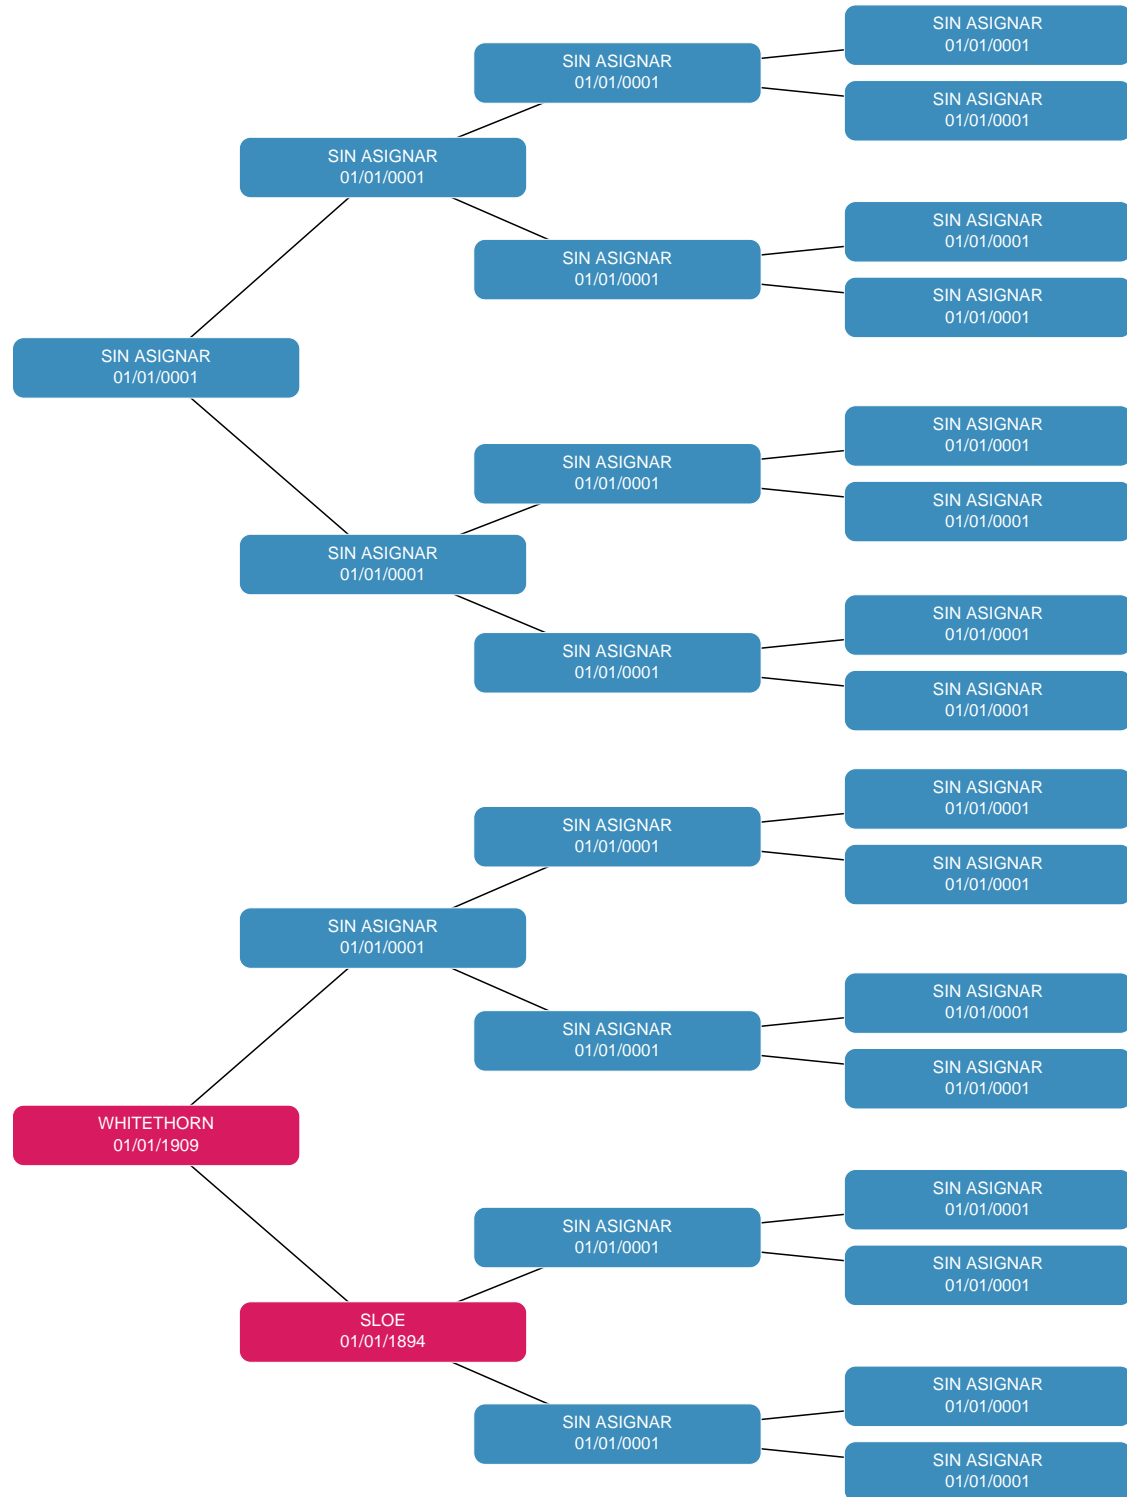 SIN ASIGNAR
01/01/0001
SIN ASIGNAR
01/01/0001
SIN ASIGNAR
01/01/0001
SIN ASIGNAR
01/01/0001
SIN ASIGNAR
01/01/0001
SIN ASIGNAR
01/01/0001
SIN ASIGNAR
01/01/0001
SIN ASIGNAR
01/01/0001
SIN ASIGNAR
01/01/0001
SIN ASIGNAR
01/01/0001
SIN ASIGNAR
01/01/0001
SIN ASIGNAR
01/01/0001
SIN ASIGNAR
01/01/0001
SIN ASIGNAR
01/01/0001
SIN ASIGNAR
01/01/0001
SIN ASIGNAR
01/01/0001
SIN ASIGNAR
01/01/0001
SIN ASIGNAR
01/01/0001
SIN ASIGNAR
01/01/0001
SIN ASIGNAR
01/01/0001
SIN ASIGNAR
01/01/0001
SIN ASIGNAR
01/01/0001
WHITETHORN
01/01/1909
SIN ASIGNAR
01/01/0001
SIN ASIGNAR
01/01/0001
SIN ASIGNAR
01/01/0001
SLOE
01/01/1894
SIN ASIGNAR
01/01/0001
SIN ASIGNAR
01/01/0001
SIN ASIGNAR
01/01/0001